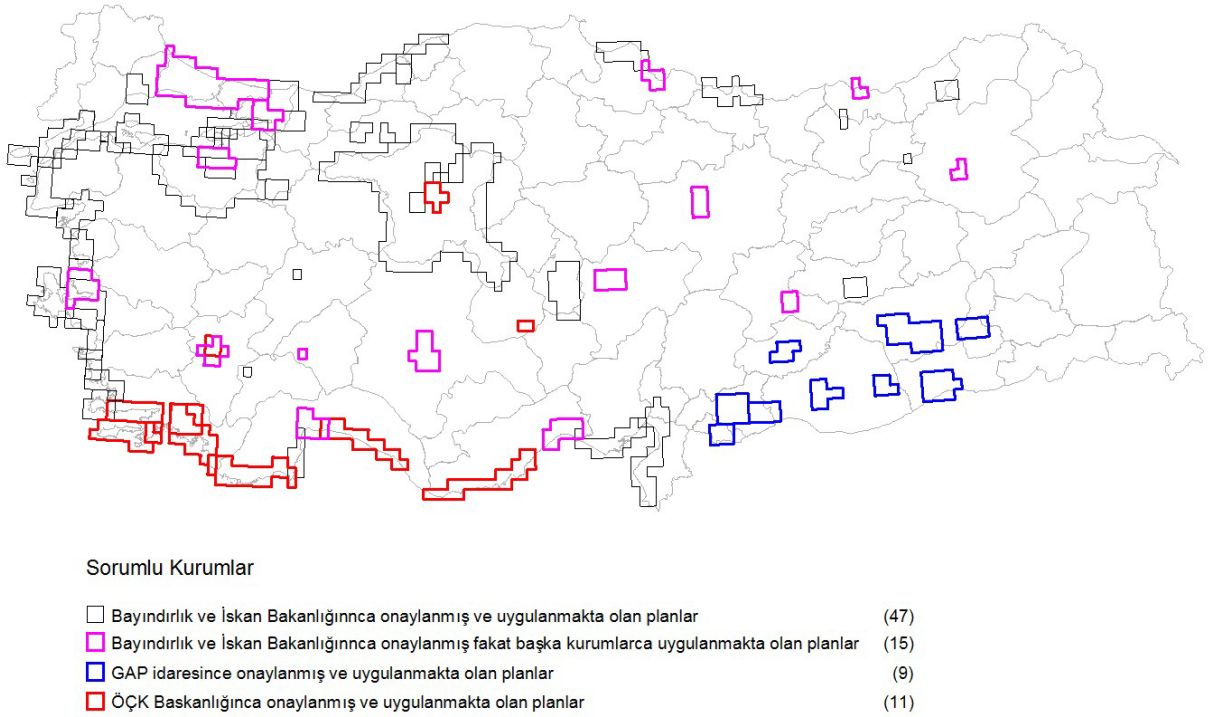 Sorumlu Kurumlar
Bayındırlık ve İskan Bakanlığınnca onaylanmış ve uygulanmakta olan planlar (47)
Bayındırlık ve İskan Bakanlığınnca onaylanmış fakat başka kurumlarca uygulanmakta olan planlar (15)
GAP idaresince onaylanmış ve uygulanmakta olan planlar (9)
ÖÇK Baskanlığınca onaylanmış ve uygulanmakta olan planlar (11)